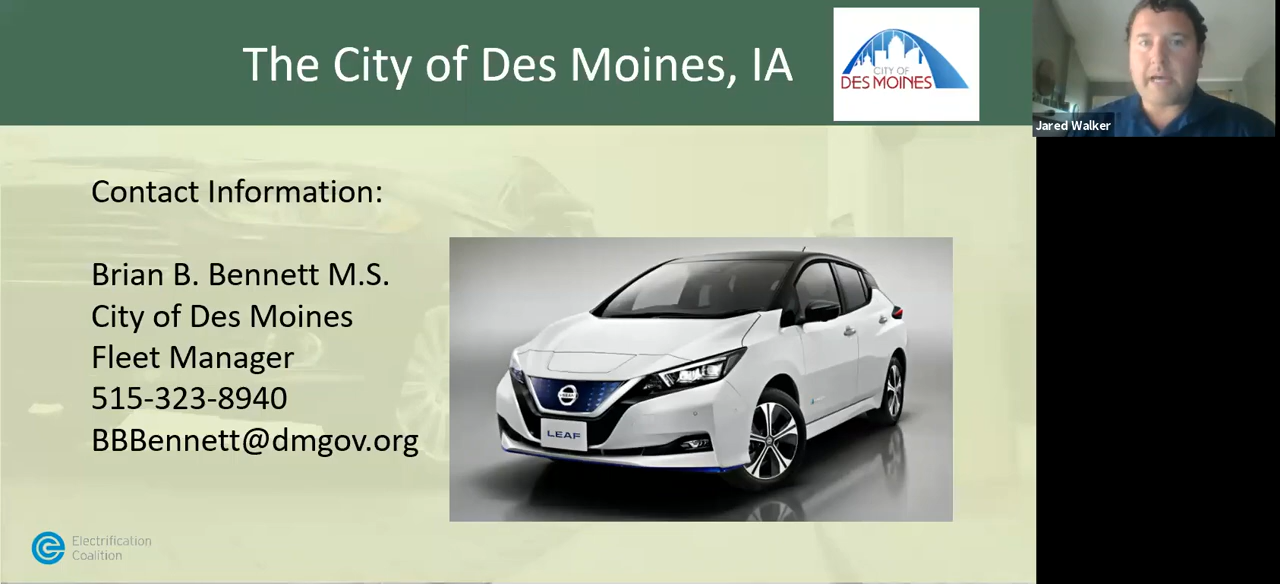 The City of Des Moines, IA
CITY OF
DES MOINES
Jared Walker
Contact Information:
Brian B. Bennett M.S.
City of Des Moines
Fleet Manager
515-323-8940
BBBennett@dmgov.org
LEAF
Electrification
Coalition